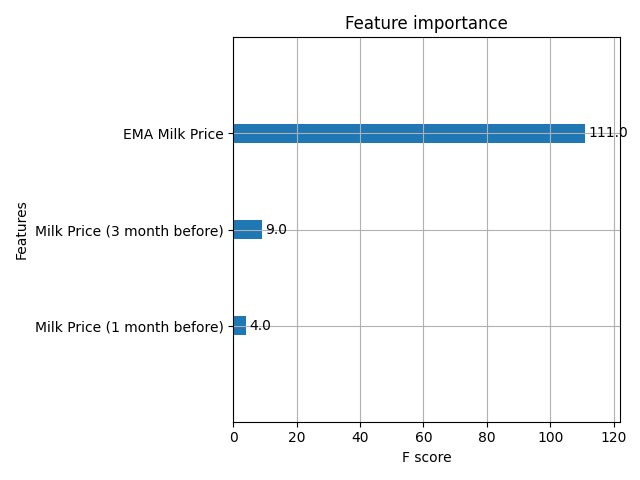 Feature importance
EMA Milk Price
111.0
Milk Price (3 month before)
9.0
Milk Price (1 month before)
4.0
Features
0 20 40 60 80 100 120
F score